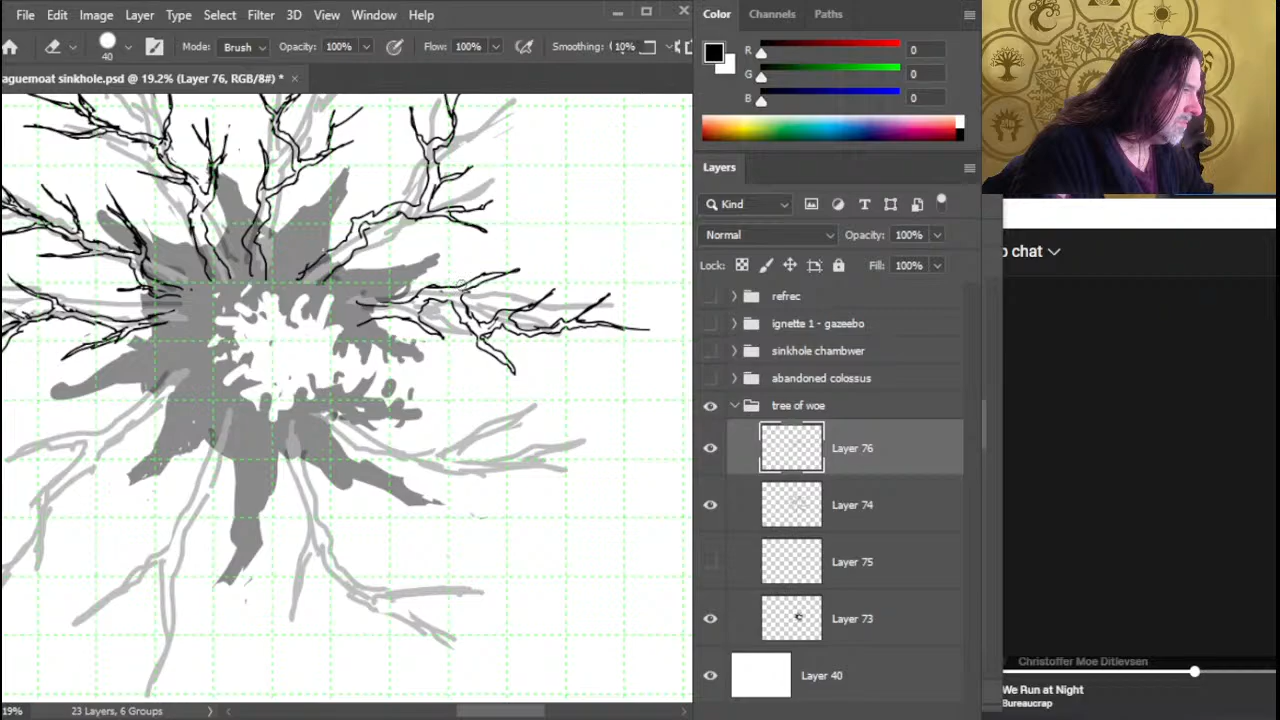 File Edit Image Layer Type Select Filter 3D View Window Help
Mode: Brush Opacity: 100% Flow: 100% Smoothing: 10%
40
aguemoat sinkhole.psd @ 19.2% (Layer 76, RGB/8#) * ×
Color Channels Paths
R 0
G 0
B 0
Layers
Kind
Normal Opacity: 100%
Lock: Fill: 100%
refrec
ignette 1 - gazeebo
sinkhole chambwer
abandoned colossus
tree of woe
Layer 76
Layer 74
Layer 75
Layer 73
Layer 40
19% 23 Layers, 6 Groups
chat
Christoffer Moe Ditlevsen
We Run at Night
Bureaucrap